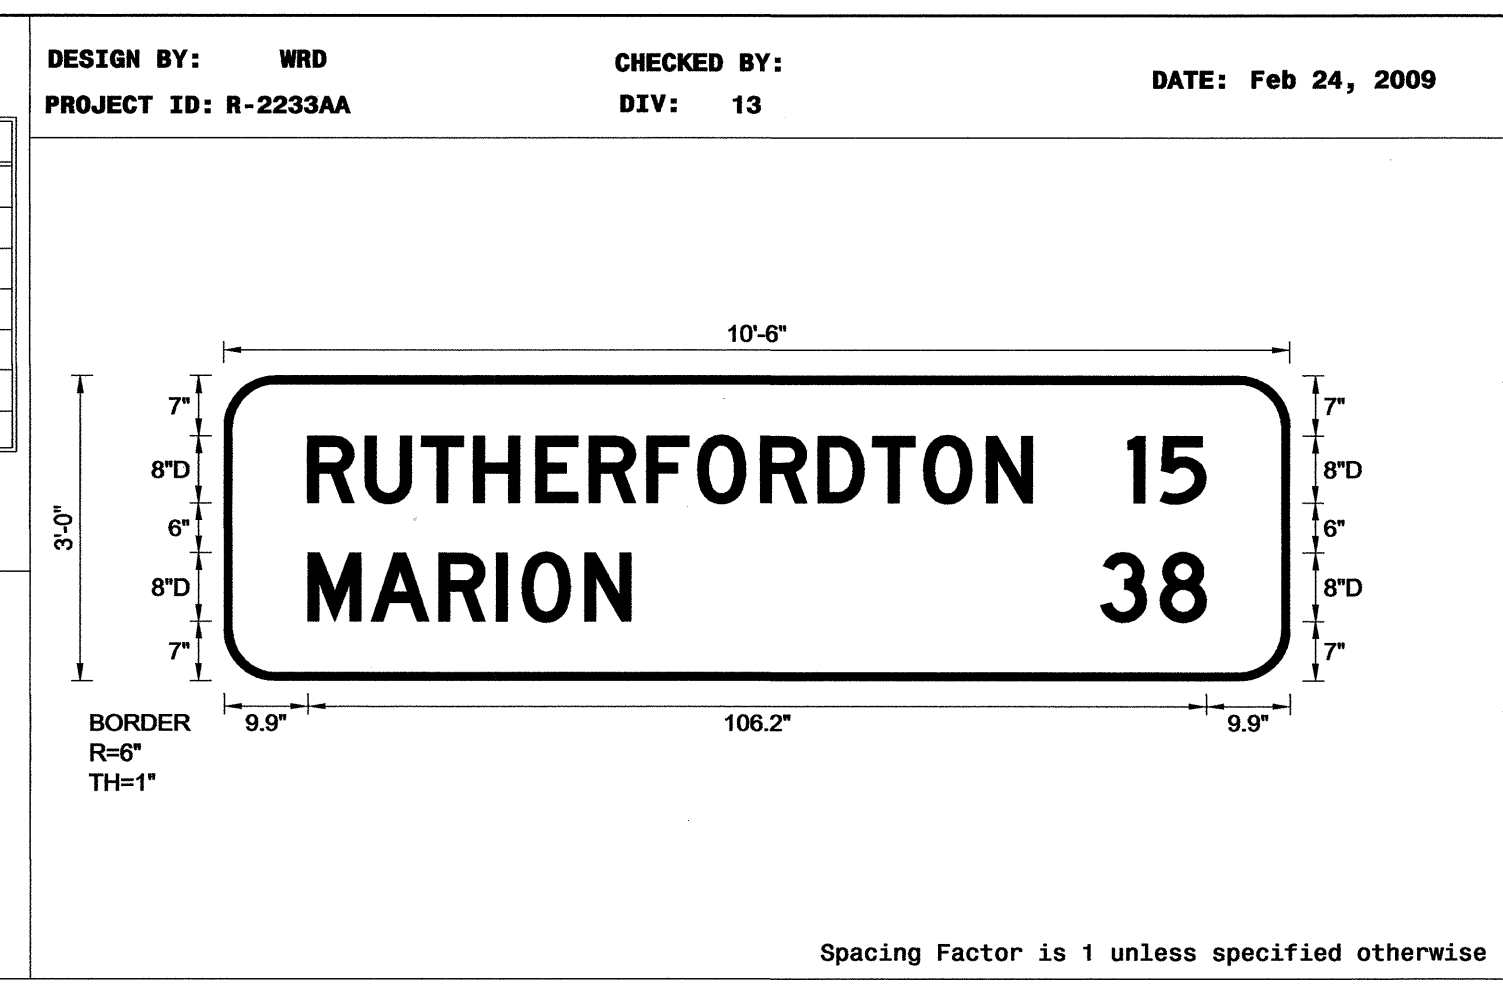 DESIGN BY: WRD
CHECKED BY:
DATE: Feb 24, 2009
PROJECT ID: R-2233AA
DIV: 13
10'-6"
7"
7"
RUTHERFORDTON 15
8"D
8"D
3'-0"
6"
6"
MARION 38
8"D
8"D
7"
7"
BORDER
9.9"
106.2"
9.9"
R=6"
TH=1"
Spacing Factor is 1 unless specified otherwise